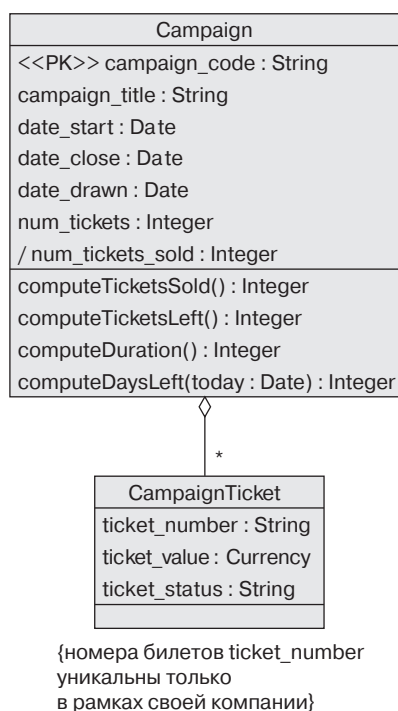 Campaign
<<PK>> campaign_code : String
campaign_title : String
date_start : Date
date_close : Date
date_drawn : Date
num_tickets : Integer
/ num_tickets_sold : Integer
computeTicketsSold() : Integer
computeTicketsLeft() : Integer
computeDuration() : Integer
computeDaysLeft(today : Date) : Integer
*
CampaignTicket
ticket_number : String
ticket_value : Currency
ticket_status : String
{номера билетов ticket_number
уникальны только
в рамках своей компании}